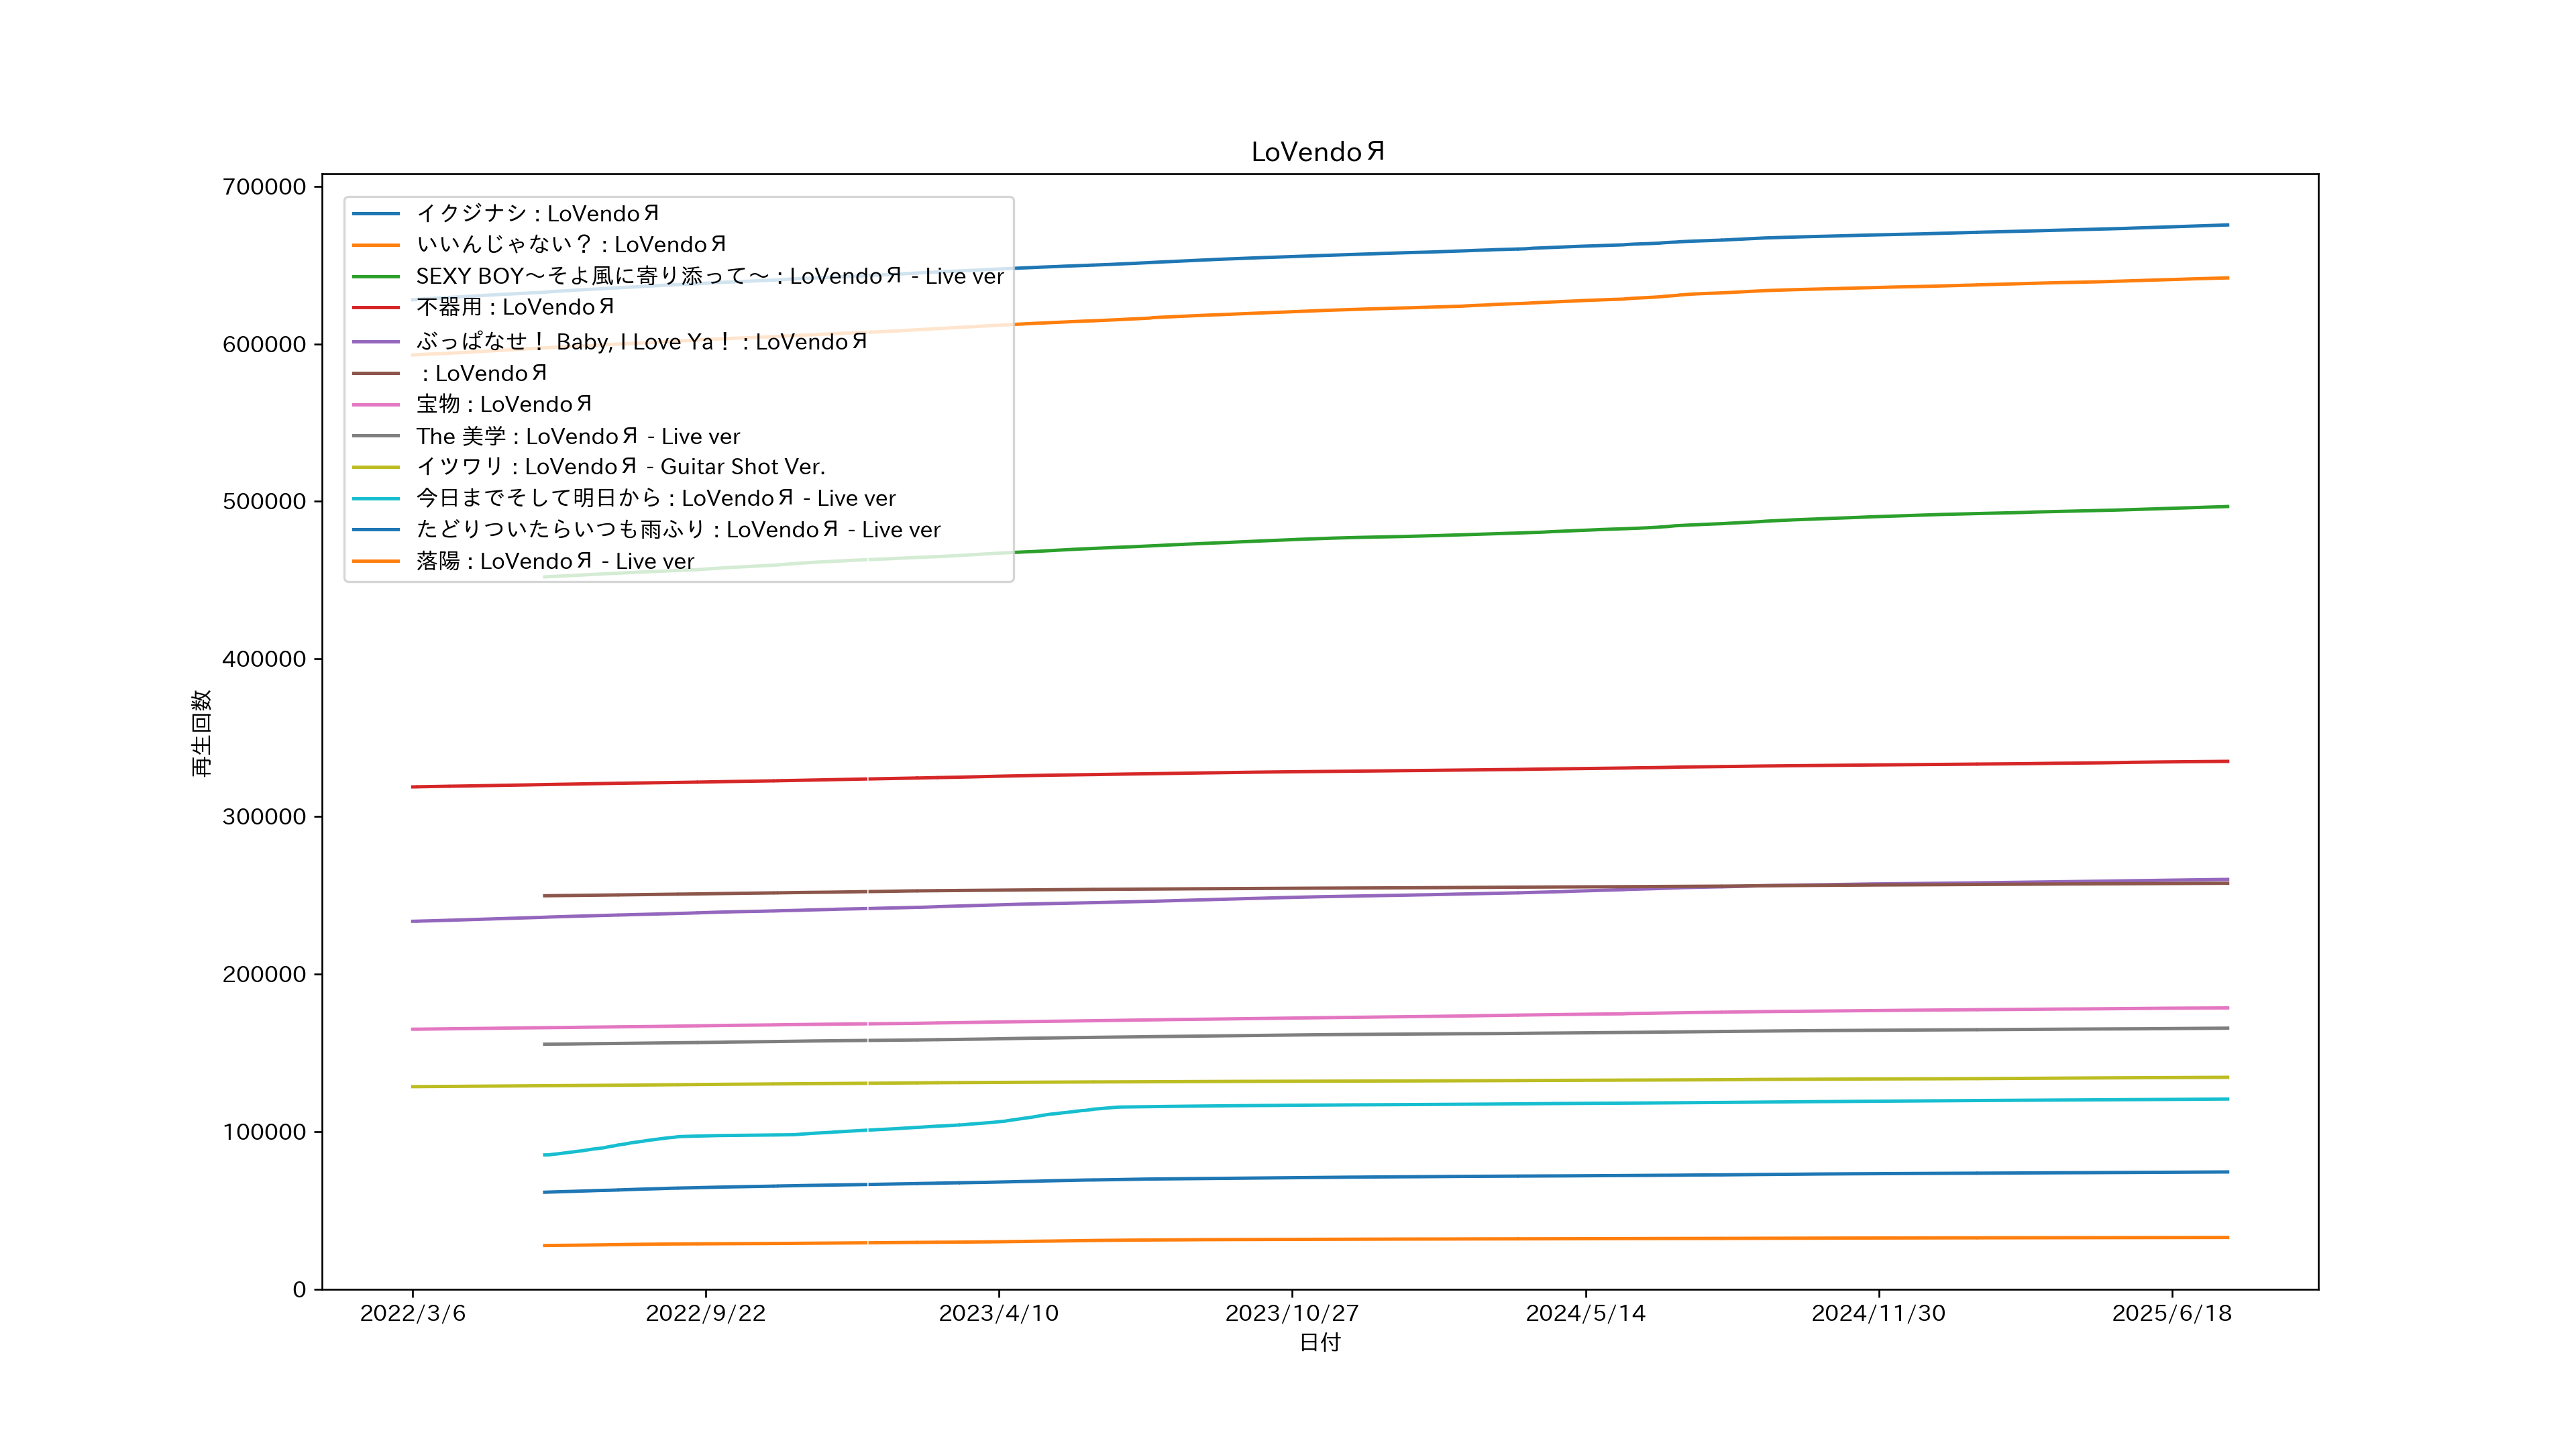 LoVendoЯ
700000
600000
500000
400000
300000
200000
100000
0
再生回数
イクジナシ : LoVendoЯ
いいんじゃない？ : LoVendoЯ
SEXY BOY～そよ風に寄り添って～ : LoVendoЯ - Live ver
不器用 : LoVendoЯ
ぶっぱなせ！ Baby, I Love Ya！ : LoVendoЯ
: LoVendoЯ
宝物 : LoVendoЯ
The 美学 : LoVendoЯ - Live ver
イツワリ : LoVendoЯ - Guitar Shot Ver.
今日までそして明日から : LoVendoЯ - Live ver
たどりついたらいつも雨ふり : LoVendoЯ - Live ver
落陽 : LoVendoЯ - Live ver
2022/3/6 2022/9/22 2023/4/10 2023/10/27 2024/5/14 2024/11/30 2025/6/18
日付